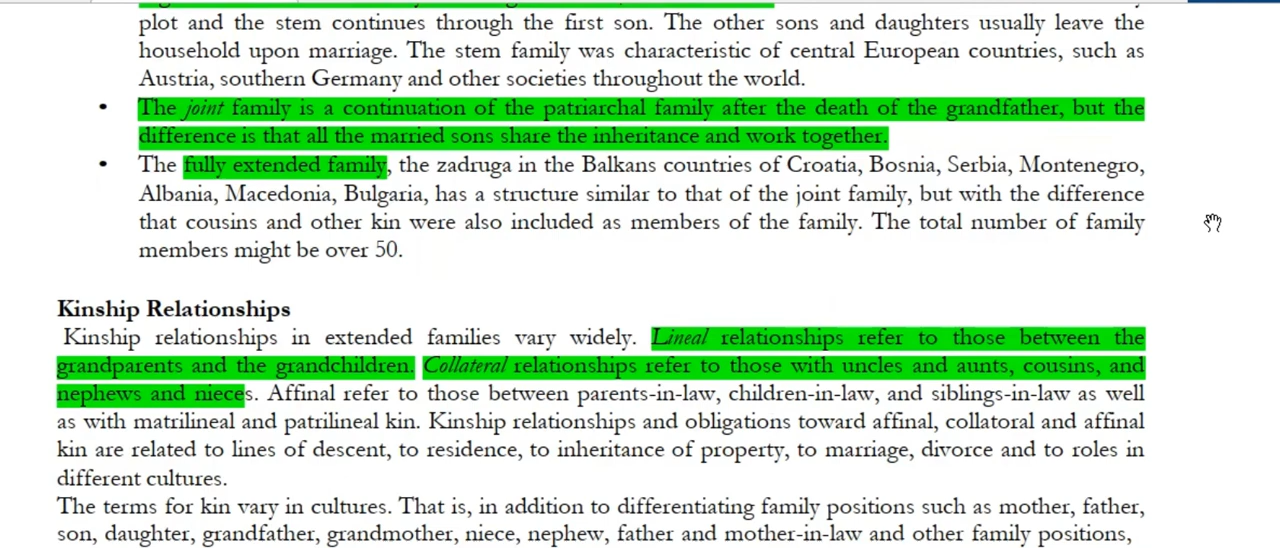 plot and the stem continues through the first son. The other sons and daughters usually leave the
household upon marriage. The stem family was characteristic of central European countries, such as
Austria, southern Germany and other societies throughout the world.
• The joint family is a continuation of the patriarchal family after the death of the grandfather, but the
difference is that all the married sons share the inheritance and work together.
• The fully extended family, the zadruga in the Balkans countries of Croatia, Bosnia, Serbia, Montenegro,
Albania, Macedonia, Bulgaria, has a structure similar to that of the joint family, but with the difference
that cousins and other kin were also included as members of the family. The total number of family
members might be over 50.
Kinship Relationships
Kinship relationships in extended families vary widely. Lineal relationships refer to those between the
grandparents and the grandchildren. Collateral relationships refer to those with uncles and aunts, cousins, and
nephews and nieces. Affinal refer to those between parents-in-law, children-in-law, and siblings-in-law as well
as with matrilineal and patrilineal kin. Kinship relationships and obligations toward affinal, collatoral and affinal
kin are related to lines of descent, to residence, to inheritance of property, to marriage, divorce and to roles in
different cultures.
The terms for kin vary in cultures. That is, in addition to differentiating family positions such as mother, father,
son, daughter, grandfather, grandmother, niece, nephew, father and mother-in-law and other family positions,